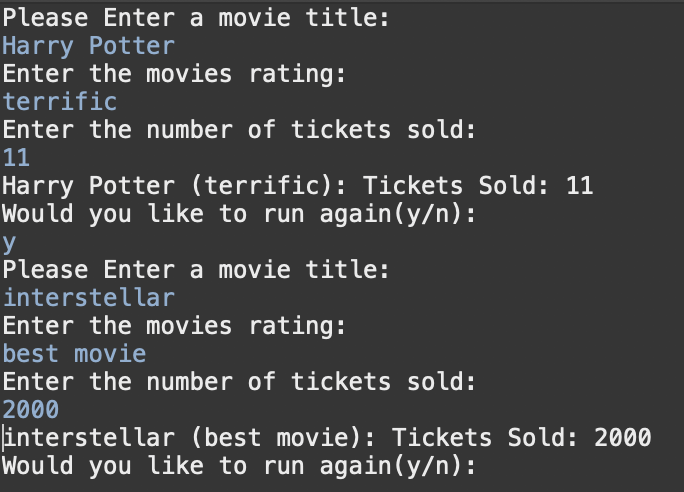 Please Enter a movie title:
Harry Potter
Enter the movies rating:
terrific
Enter the number of tickets sold:
11
Harry Potter (terrific): Tickets Sold: 11
Would you like to run again(y/n):
y
Please Enter a movie title:
interstellar
Enter the movies rating:
best movie
Enter the number of tickets sold:
2000
interstellar (best movie): Tickets Sold: 2000
Would you like to run again(y/n):